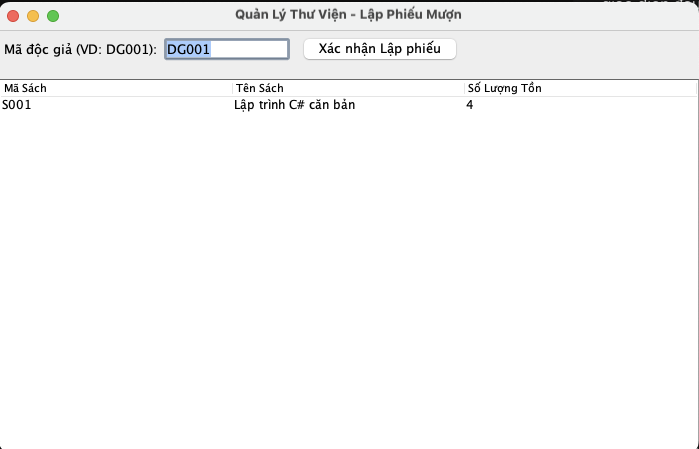 Quản Lý Thư Viện - Lập Phiếu Mượn
Mã độc giả (VD: DG001): DG001 Xác nhận Lập phiếu
Mã Sách Tên Sách Số Lượng Tồn
S001 Lập trình C# căn bản 4